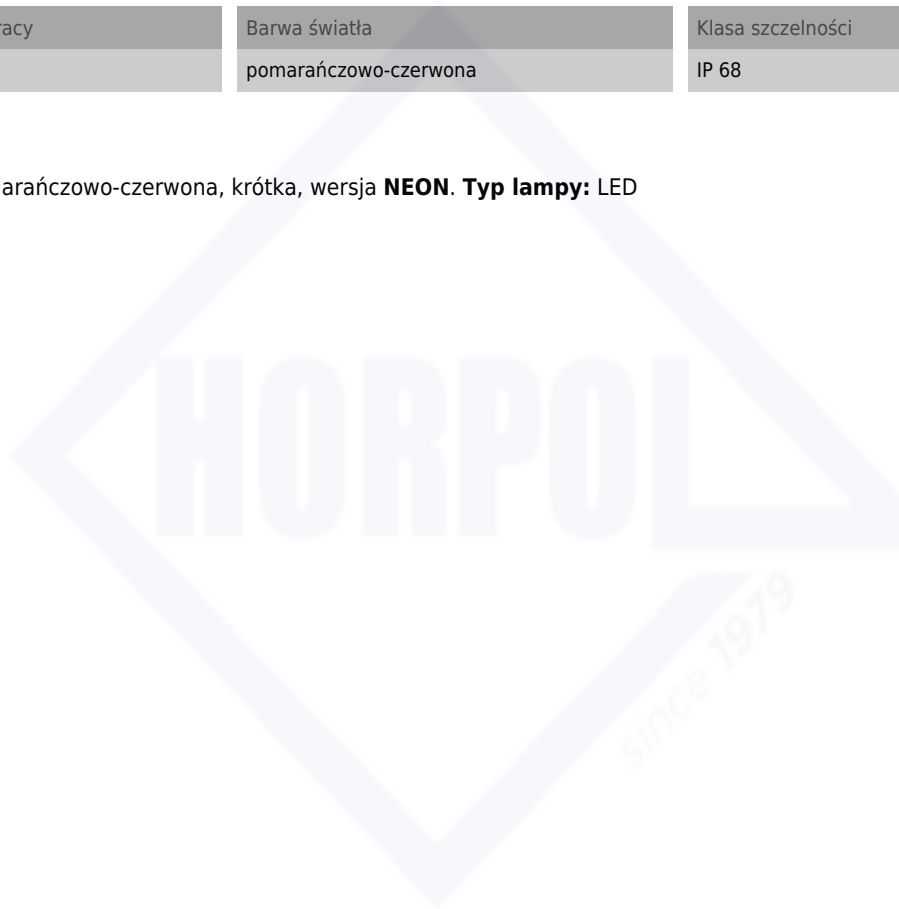 racy Barwa światła Klasa szczelności
pomarańczowo-czerwona IP 68
arańczowo-czerwona, krótka, wersja NEON. Typ lampy: LED
HORPOL
since 1979